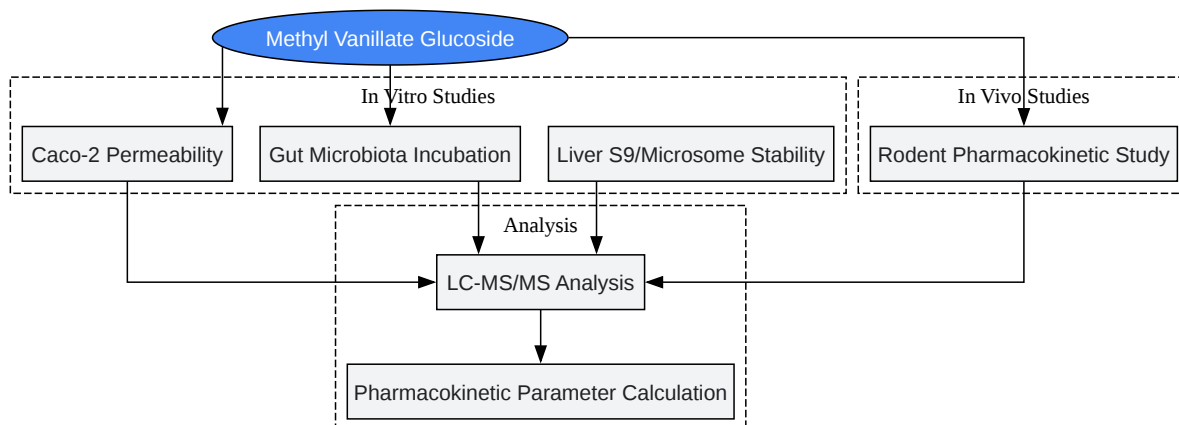 Methyl Vanillate Glucoside
In Vitro Studies
In Vivo Studies
Caco-2 Permeability
Gut Microbiota Incubation
Liver S9/Microsome Stability
Rodent Pharmacokinetic Study
Analysis
LC-MS/MS Analysis
Pharmacokinetic Parameter Calculation